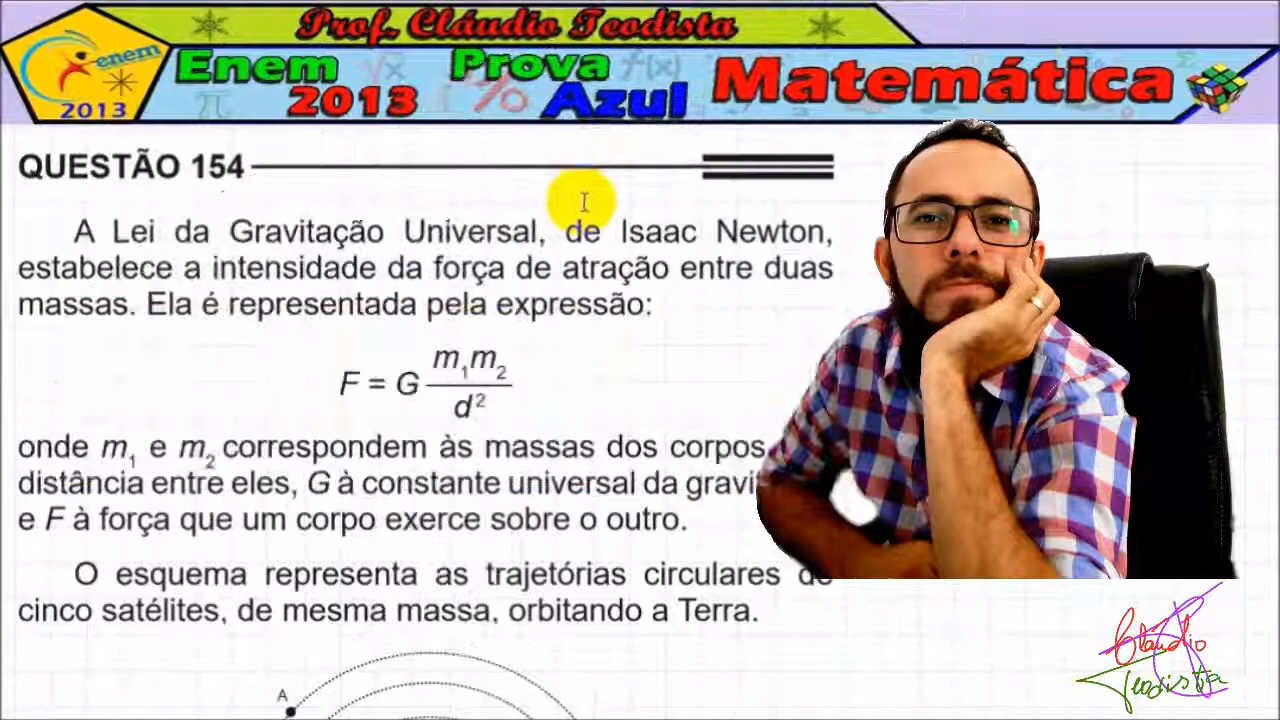 Prof. Cláudio Teodista
enem
2013
Enem
2013
Prova
Azul
Matemática
QUESTÃO 154
A Lei da Gravitação Universal, de Isaac Newton,
estabelece a intensidade da força de atração entre duas
massas. Ela é representada pela expressão:
F = G m₁m₂
d²
onde m₁ e m₂ correspondem às massas dos corpos,
distância entre eles, G à constante universal da
e F à força que um corpo exerce sobre o outro.
O esquema representa as trajetórias circulares
cinco satélites, de mesma massa, orbitando a Terra.
A
Cláudio
Teodista